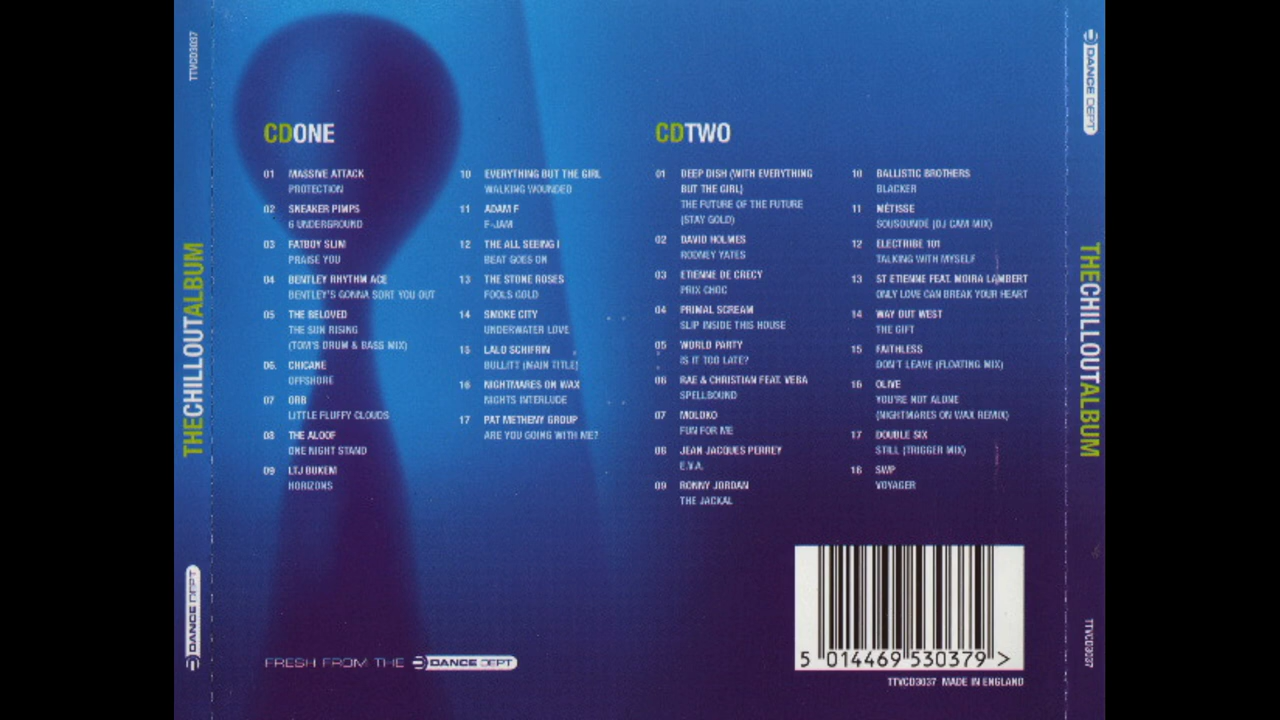 TTVCD3037
THECHILLOUTALBUM
DANCE DEPT
CDONE
01 MASSIVE ATTACK
PROTECTION
02 SNEAKER PIMPS
6 UNDERGROUND
03 FATBOY SLIM
PRAISE YOU
04 BENTLEY RHYTHM ACE
BENTLEY'S GONNA SORT YOU OUT
05 THE BELOVED
THE SUN RISING
(TOM'S DRUM & BASS MIX)
06. CHICANE
OFFSHORE
07 ORB
LITTLE FLUFFY CLOUDS
08 THE ALOOF
ONE NIGHT STAND
09 LTJ BUKEM
HORIZONS
10 EVERYTHING BUT THE GIRL
WALKING WOUNDED
11 ADAM F
F-JAM
12 THE ALL SEEING I
BEAT GOES ON
13 THE STONE ROSES
FOOLS GOLD
14 SMOKE CITY
UNDERWATER LOVE
15 LALO SCHIFRIN
BULLITT (MAIN TITLE)
16 NIGHTMARES ON WAX
NIGHTS INTERLUDE
17 PAT METHENY GROUP
ARE YOU GOING WITH ME?
CDTWO
01 DEEP DISH (WITH EVERYTHING
BUT THE GIRL)
THE FUTURE OF THE FUTURE
(STAY GOLD)
02 DAVID HOLMES
RODNEY YATES
03 ETIENNE DE CRECY
PRIX CHOC
04 PRIMAL SCREAM
SLIP INSIDE THIS HOUSE
05 WORLD PARTY
IS IT TOO LATE?
06 RAE & CHRISTIAN FEAT. VEBA
SPELLBOUND
07 MOLOKO
FUN FOR ME
08 JEAN JACQUES PERREY
E.V.A.
09 RONNY JORDAN
THE JACKAL
10 BALLISTIC BROTHERS
BLACKER
11 MÉTISSE
SOUSOUNDÉ (DJ CAM MIX)
12 ELECTRIBE 101
TALKING WITH MYSELF
13 ST ETIENNE FEAT. MOIRA LAMBERT
ONLY LOVE CAN BREAK YOUR HEART
14 WAY OUT WEST
THE GIFT
15 FAITHLESS
DON'T LEAVE (FLOATING MIX)
16 OLIVE
YOU'RE NOT ALONE
(NIGHTMARES ON WAX REMIX)
17 DOUBLE SIX
STILL (TRIGGER MIX)
18 SWP
VOYAGER
FRESH FROM THE DANCE DEPT
5 014469 530379 >
TTVCD3037 MADE IN ENGLAND
DANCE DEPT
THECHILLOUTALBUM
TTVCD3037